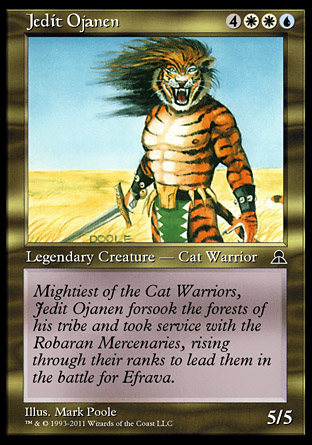 Jedit Ojanen 4
POOLE
Legendary Creature — Cat Warrior
Mightiest of the Cat Warriors,
Jedit Ojanen forsook the forests of
his tribe and took service with the
Robaran Mercenaries, rising
through their ranks to lead them in
the battle for Efrava.
Illus. Mark Poole
™ & © 1993-2011 Wizards of the Coast LLC
5/5